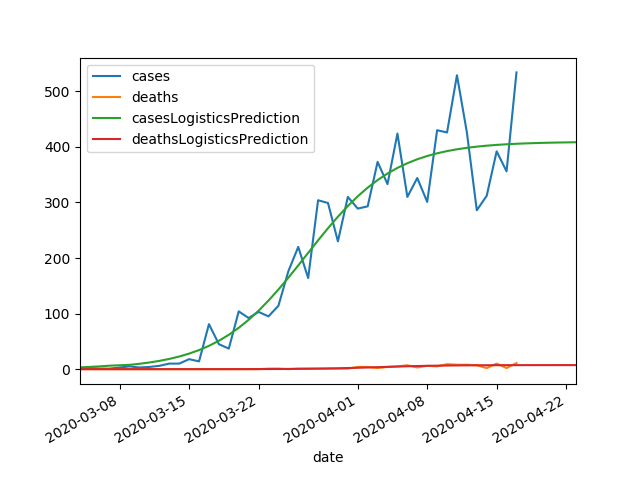 cases
deaths
casesLogisticsPrediction
deathsLogisticsPrediction
500
400
300
200
100
0
2020-03-08
2020-03-15
2020-03-22
2020-04-01
2020-04-08
2020-04-15
2020-04-22
date